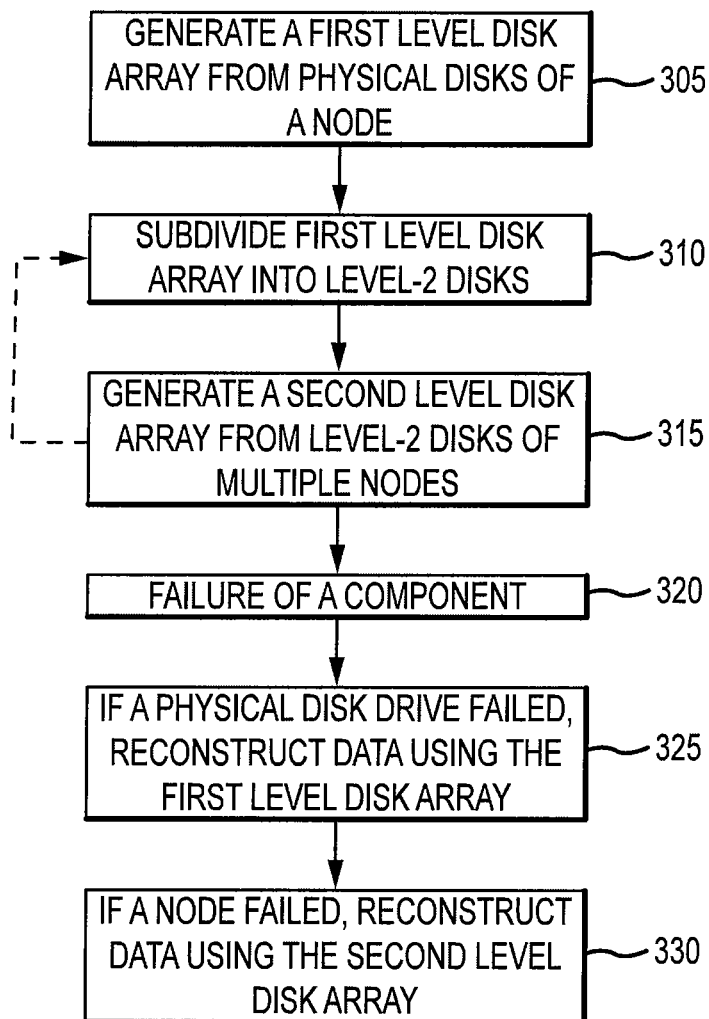 GENERATE A FIRST LEVEL DISK
ARRAY FROM PHYSICAL DISKS OF
A NODE
305
SUBDIVIDE FIRST LEVEL DISK
ARRAY INTO LEVEL-2 DISKS
310
GENERATE A SECOND LEVEL DISK
ARRAY FROM LEVEL-2 DISKS OF
MULTIPLE NODES
315
FAILURE OF A COMPONENT
320
IF A PHYSICAL DISK DRIVE FAILED,
RECONSTRUCT DATA USING THE
FIRST LEVEL DISK ARRAY
325
IF A NODE FAILED, RECONSTRUCT
DATA USING THE SECOND LEVEL
DISK ARRAY
330